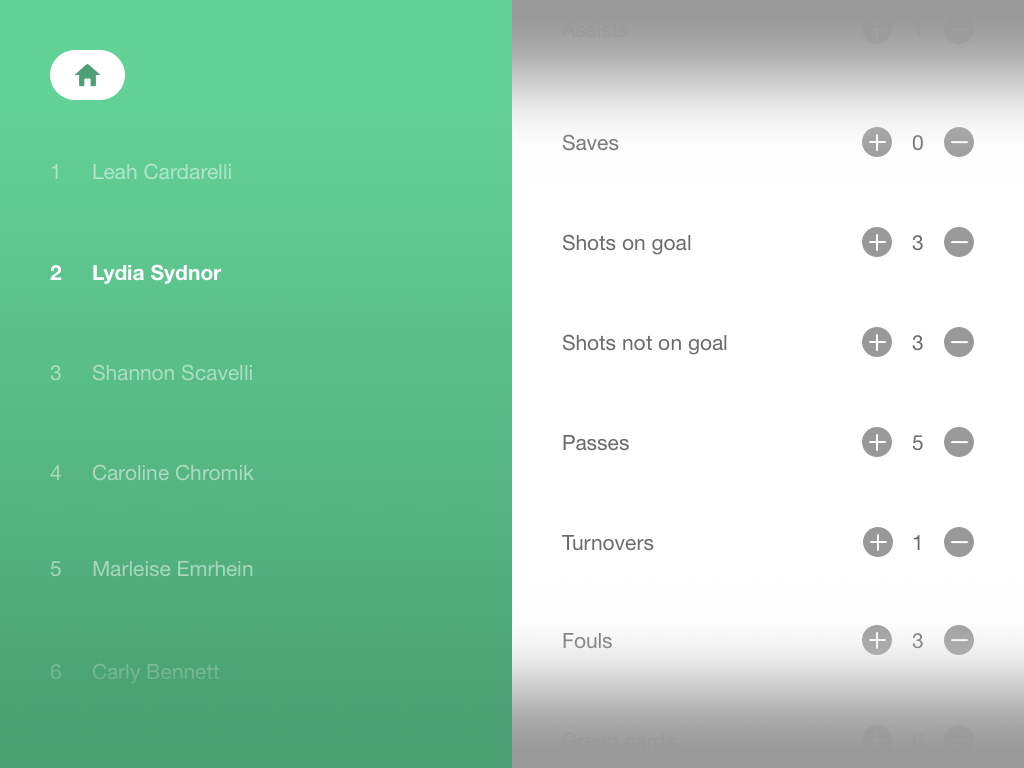 1 Leah Cardarelli
2 Lydia Sydnor
3 Shannon Scavelli
4 Caroline Chromik
5 Marleise Emrhein
6 Carly Bennett
Assists 1
Saves 0
Shots on goal 3
Shots not on goal 3
Passes 5
Turnovers 1
Fouls 3
Green cards 0